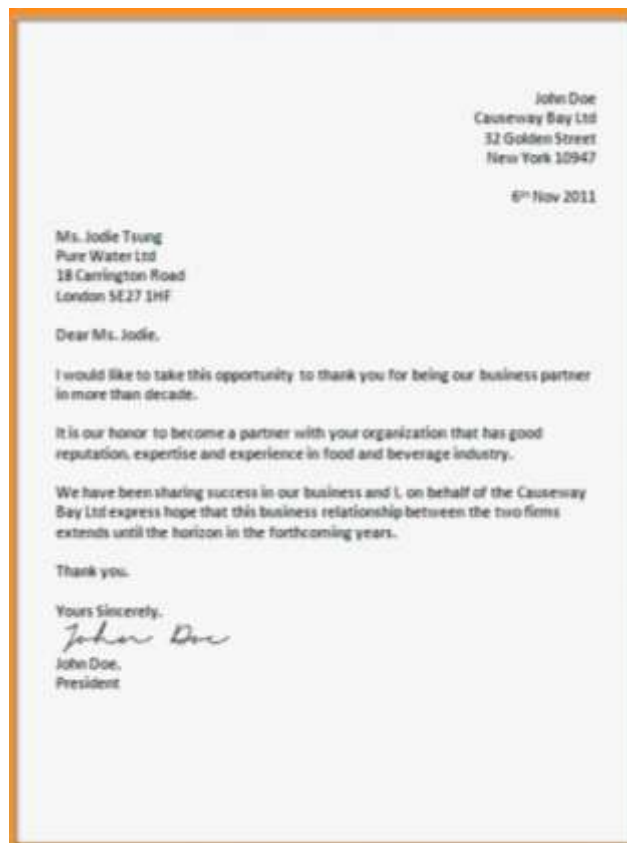 John Doe
Causeway Bay Ltd
32 Golden Street
New York 10947
6th Nov 2011
Ms. Jodie Tsung
Pure Water Ltd
18 Carrington Road
London SE27 1HF
Dear Ms. Jodie,
I would like to take this opportunity to thank you for being our business partner
in more than decade.
It is our honor to become a partner with your organization that has good
reputation, expertise and experience in food and beverage industry.
We have been sharing success in our business and I, on behalf of the Causeway
Bay Ltd express hope that this business relationship between the two firms
extends until the horizon in the forthcoming years.
Thank you.
Yours Sincerely,
John Doe
John Doe,
President